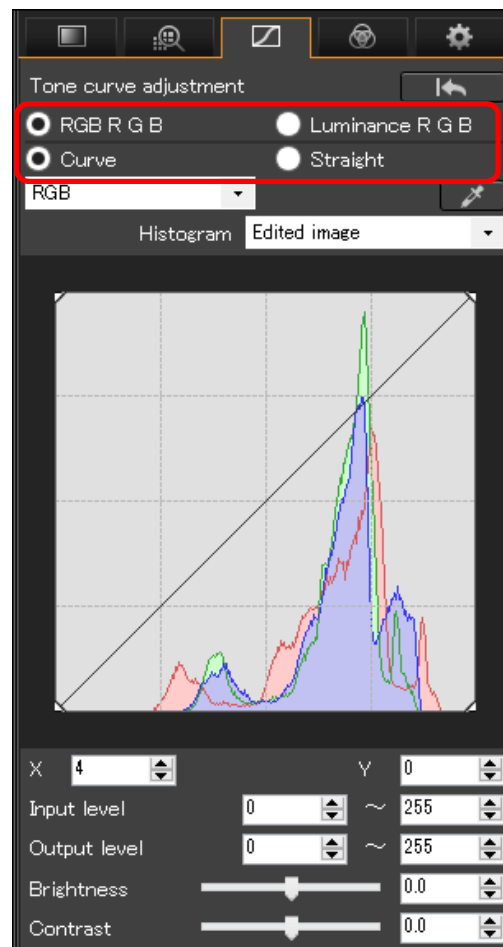 Tone curve adjustment
RGB R G B Luminance R G B
Curve Straight
RGB
Histogram Edited image
X 4 Y 0
Input level 0 ~ 255
Output level 0 ~ 255
Brightness 0.0
Contrast 0.0